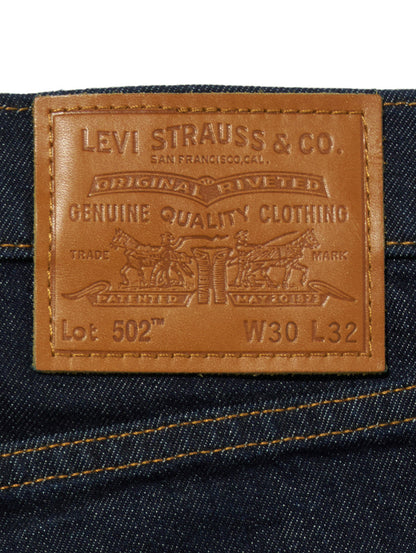 LEVI STRAUSS & CO.
SAN FRANCISCO, CAL.
ORIGINAL RIVETED
GENUINE QUALITY CLOTHING
TRADE MARK
PATENTED MAY 20 1873
Lot 502™ W30 L32